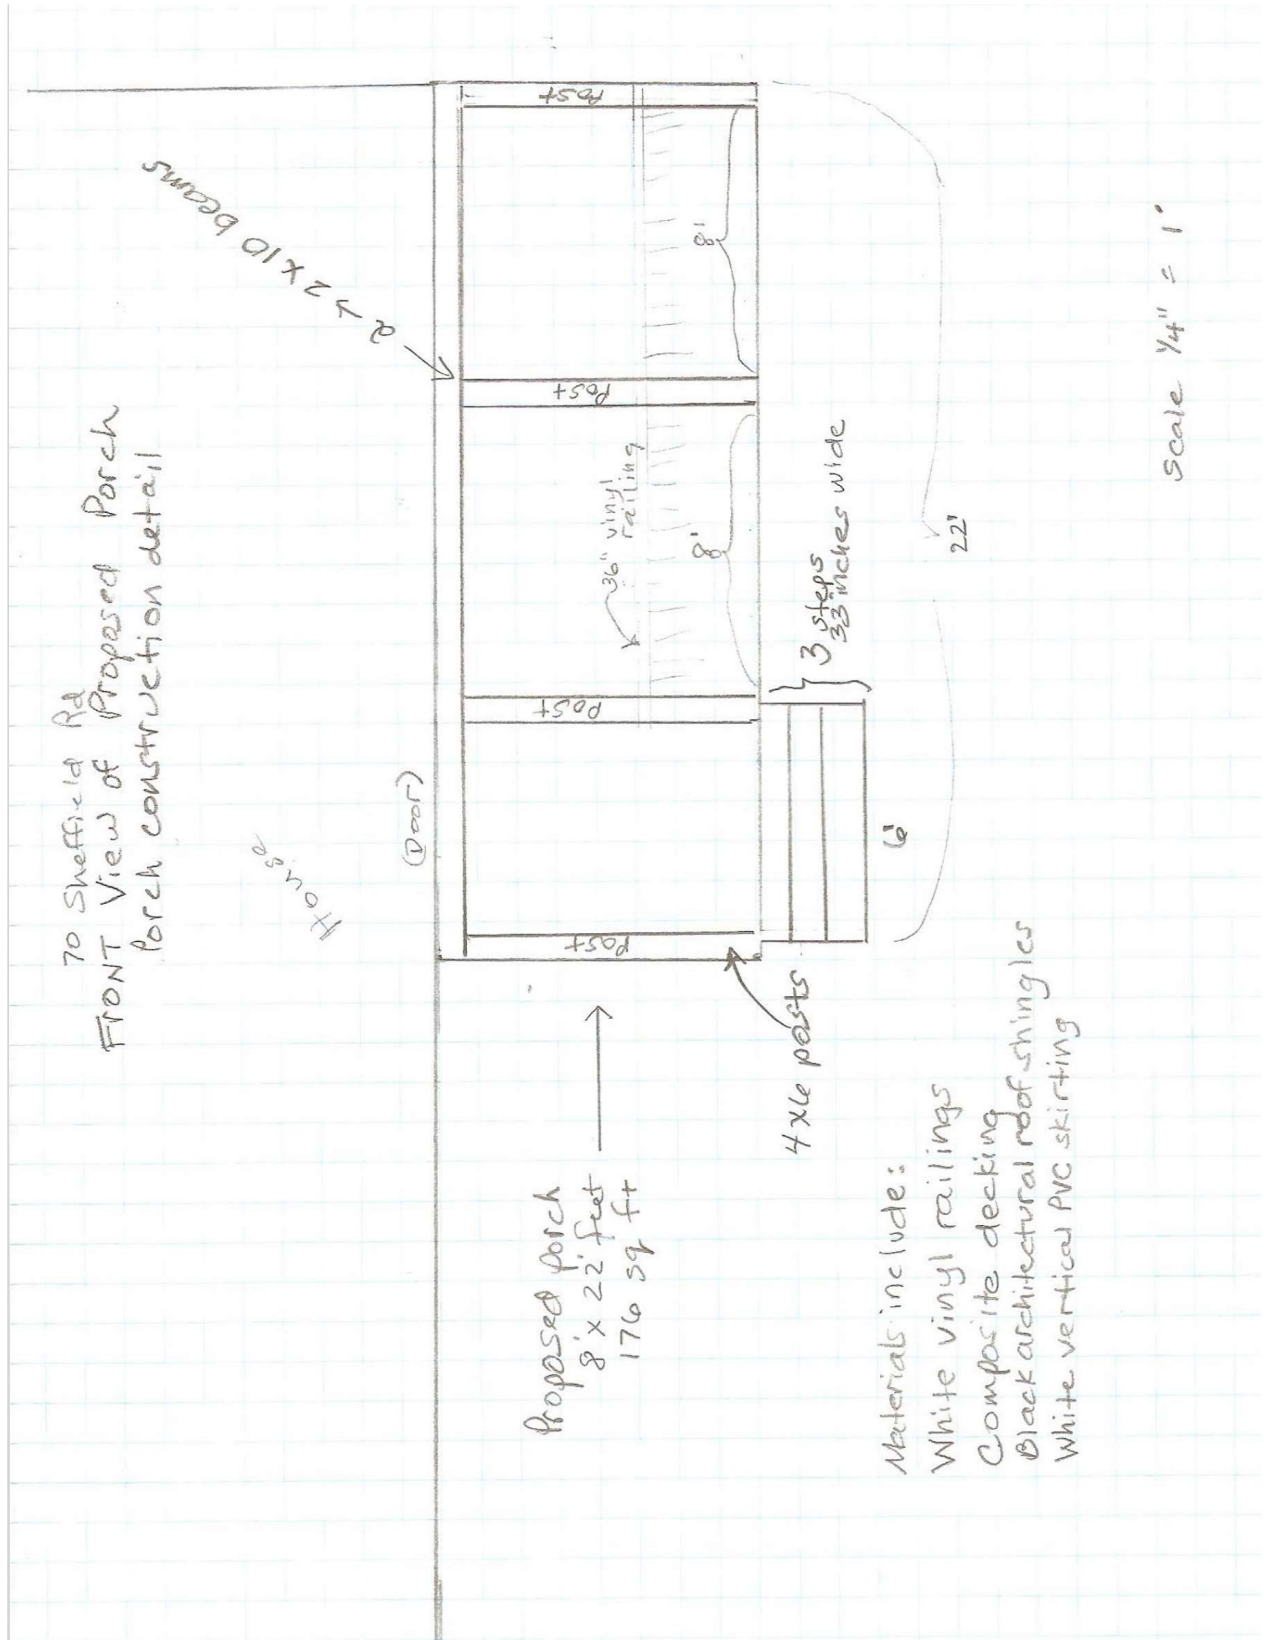 70 Sheffield Rd
FRONT View of Proposed Porch
Porch construction detail
House
(Door)
2 → 2 x 10 beams
Post
Post
Post
Post
36" vinyl
railing
8'
8'
Proposed porch
8' x 22' feet
176 sq ft
4 x 6 posts
6'
3 steps
33 inches wide
22'
Materials include:
White vinyl railings
Composite decking
Black architectural roof shingles
White vertical PVC skirting
Scale 1/4" = 1'